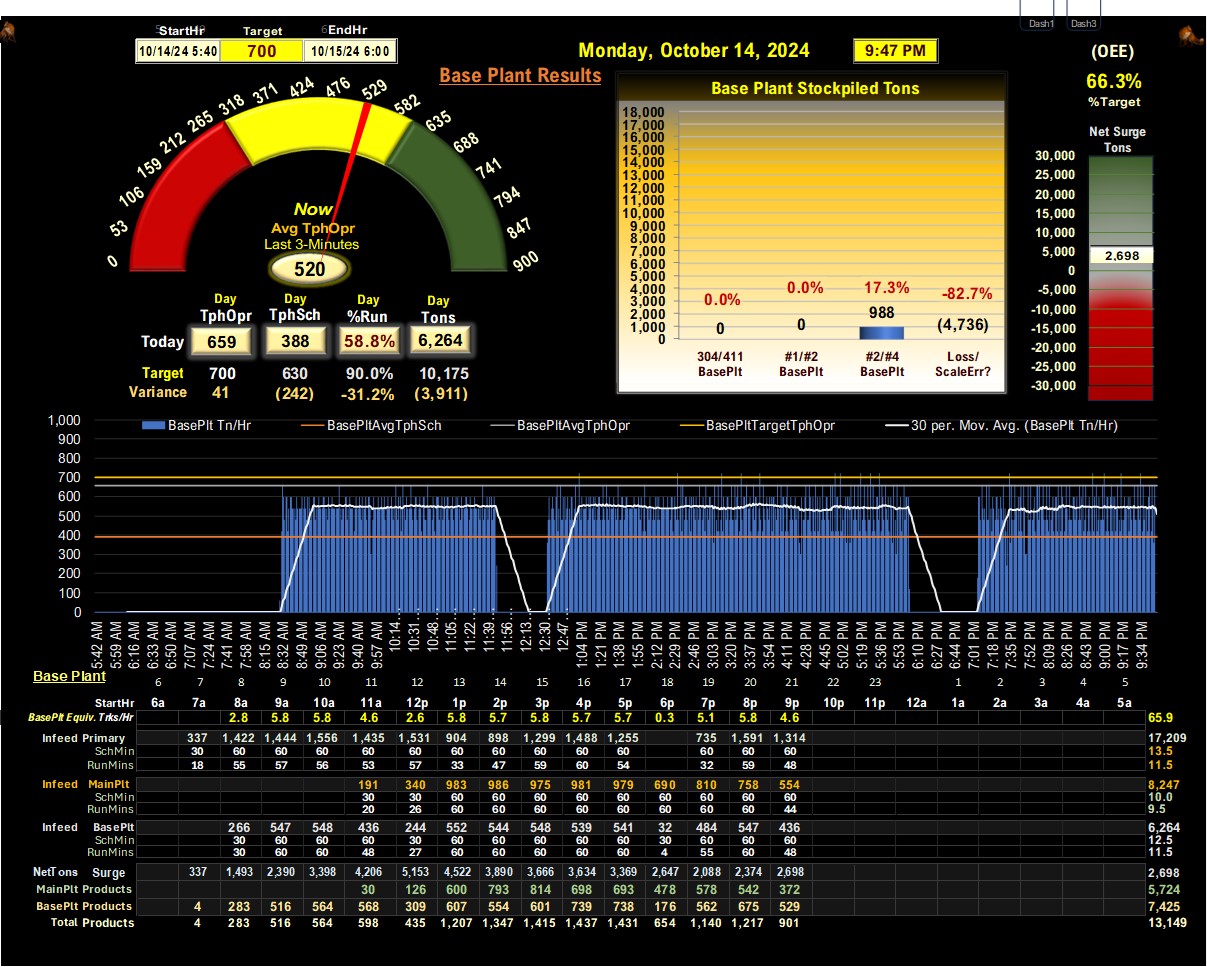 Dash1 Dash3
StartHr Target EndHr
10/14/24 5:40 700 10/15/24 6:00
Monday, October 14, 2024 9:47 PM
(OEE)
66.3%
%Target
Base Plant Results
Base Plant Stockpiled Tons
Net Surge
Tons
0 53 106 159 212 265 318 371 424 476 529 582 635 688 741 794 847 900
Now
Avg TphOpr
Last 3-Minutes
520
Day Day Day Day
TphOpr TphSch %Run Tons
Today 659 388 58.8% 6,264
Target 700 630 90.0% 10,175
Variance 41 (242) -31.2% (3,911)
18,000
17,000
16,000
15,000
14,000
13,000
12,000
11,000
10,000
9,000
8,000
7,000
6,000
5,000
4,000
3,000
2,000
1,000
0
0.0% 0.0% 17.3% -82.7%
0 0 988 (4,736)
304/411 #1/#2 #2/#4 Loss/
BasePlt BasePlt BasePlt ScaleErr?
30,000
25,000
20,000
15,000
10,000
5,000
0
-5,000
-10,000
-15,000
-20,000
-25,000
-30,000
2,698
BasePlt Tn/Hr BasePltAvgTphSch BasePltAvgTphOpr BasePltTargetTphOpr 30 per. Mov. Avg. (BasePlt Tn/Hr)
1,000
900
800
700
600
500
400
300
200
100
0
5:42 AM 5:59 AM 6:16 AM 6:33 AM 6:50 AM 7:07 AM 7:24 AM 7:41 AM 7:58 AM 8:15 AM 8:32 AM 8:49 AM 9:06 AM 9:23 AM 9:40 AM 9:57 AM 10:14… 10:31… 10:48… 11:05… 11:22… 11:39… 11:56… 12:13… 12:30… 12:47… 1:04 PM 1:21 PM 1:38 PM 1:55 PM 2:12 PM 2:29 PM 2:46 PM 3:03 PM 3:20 PM 3:37 PM 3:54 PM 4:11 PM 4:28 PM 4:45 PM 5:02 PM 5:19 PM 5:36 PM 5:53 PM 6:10 PM 6:27 PM 6:44 PM 7:01 PM 7:18 PM 7:35 PM 7:52 PM 8:09 PM 8:26 PM 8:43 PM 9:00 PM 9:17 PM 9:34 PM
Base Plant
6 7 8 9 10 11 12 13 14 15 16 17 18 19 20 21 22 23 1 2 3 4 5
StartHr 6a 7a 8a 9a 10a 11a 12p 1p 2p 3p 4p 5p 6p 7p 8p 9p 10p 11p 12a 1a 2a 3a 4a 5a
BasePlt Equiv. Trks/Hr 2.8 5.8 5.8 4.6 2.6 5.8 5.7 5.8 5.7 5.7 0.3 5.1 5.8 4.6 65.9
Infeed Primary 337 1,422 1,444 1,556 1,435 1,531 904 898 1,299 1,488 1,255 735 1,591 1,314 17,209
SchMin 30 60 60 60 60 60 60 60 60 60 60 60 60 60 13.5
RunMins 18 55 57 56 53 57 33 47 59 60 54 32 59 48 11.5
Infeed MainPlt 191 340 983 986 975 981 979 690 810 758 554 8,247
SchMin 30 30 60 60 60 60 60 60 60 60 60 10.0
RunMins 20 26 60 60 60 60 60 60 60 60 44 9.5
Infeed BasePlt 266 547 548 436 244 552 544 548 539 541 32 484 547 436 6,264
SchMin 30 60 60 60 30 60 60 60 60 60 30 60 60 60 12.5
RunMins 30 60 60 48 27 60 60 60 60 60 4 55 60 48 11.5
NetTons Surge 337 1,493 2,390 3,398 4,206 5,153 4,522 3,890 3,666 3,634 3,369 2,647 2,088 2,374 2,698 2,698
MainPlt Products 30 126 600 793 814 698 693 478 578 542 372 5,724
BasePlt Products 4 283 516 564 568 309 607 554 601 739 738 176 562 675 529 7,425
Total Products 4 283 516 564 598 435 1,207 1,347 1,415 1,437 1,431 654 1,140 1,217 901 13,149